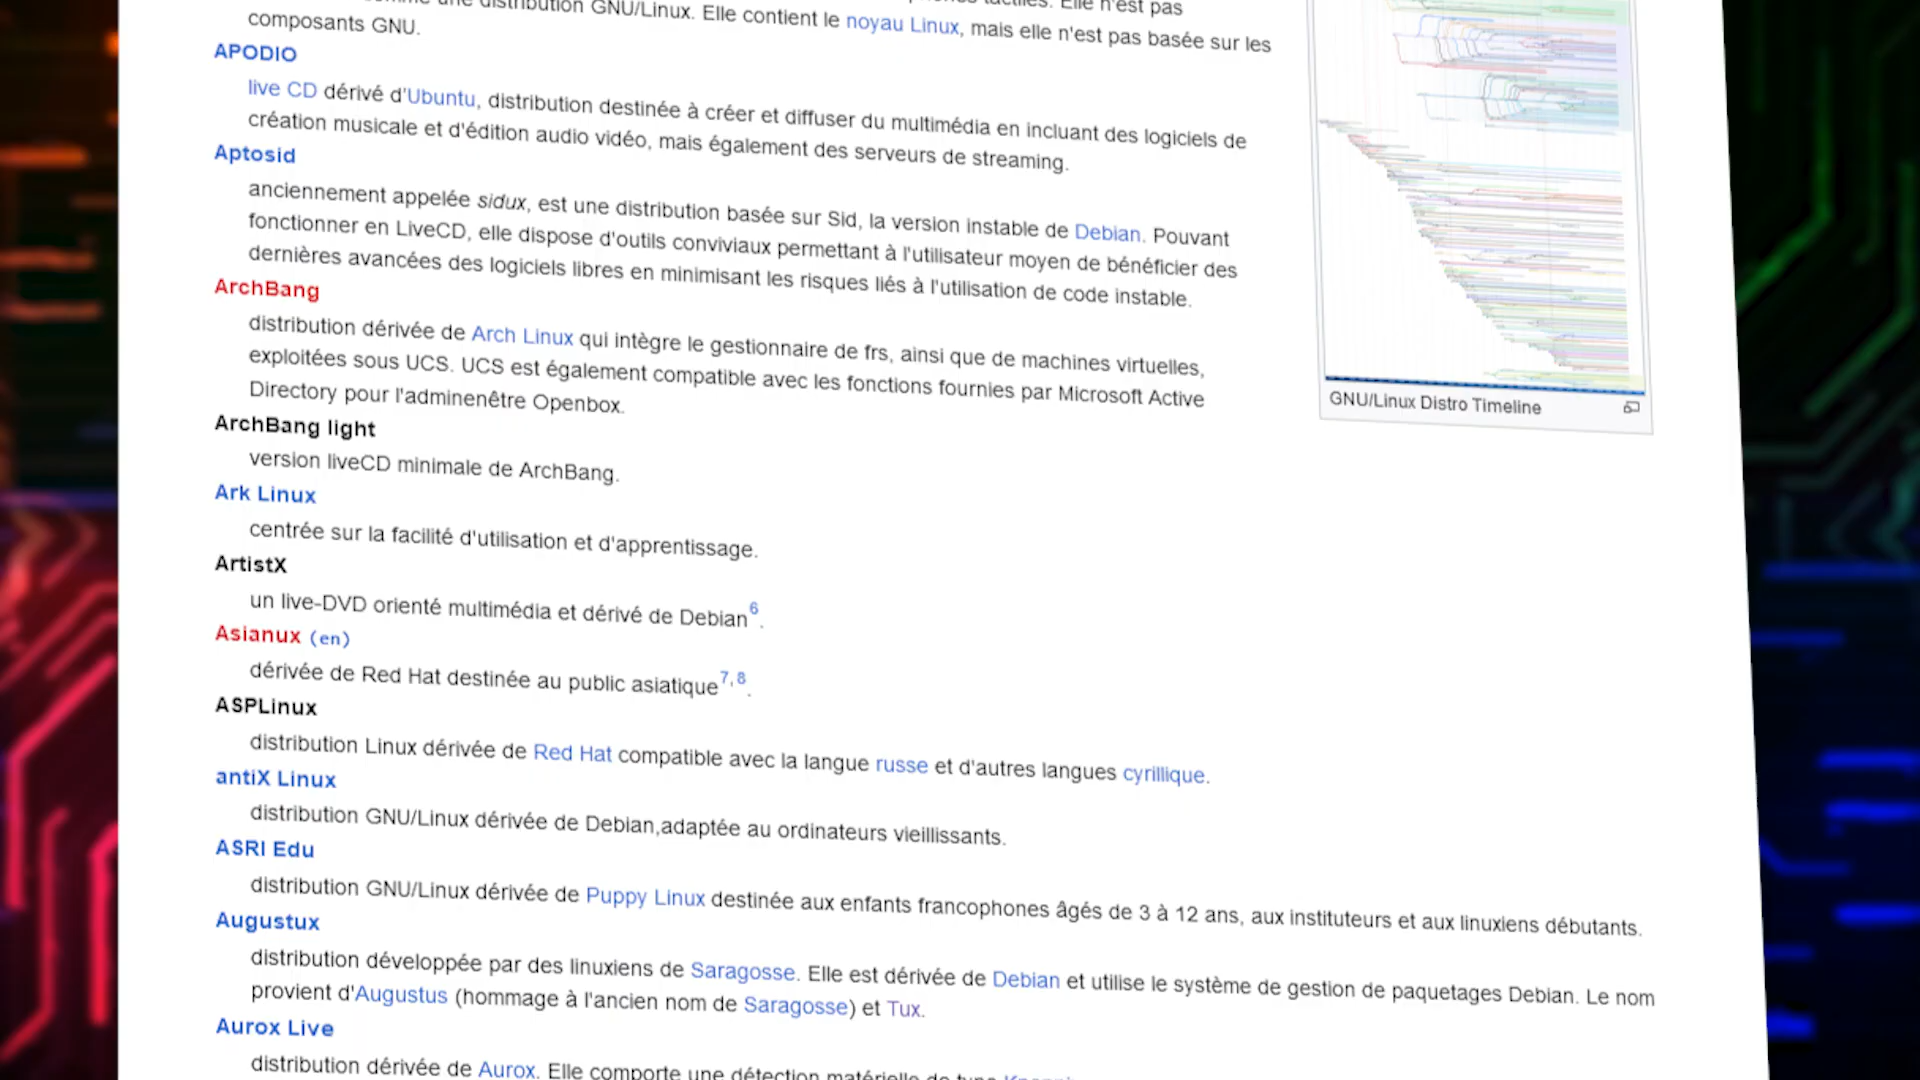 distribution GNU/Linux. Elle contient le noyau Linux, mais elle n'est pas basée sur les
composants GNU.
APODIO
live CD dérivé d'Ubuntu, distribution destinée à créer et diffuser du multimédia en incluant des logiciels de
création musicale et d'édition audio vidéo, mais également des serveurs de streaming.
Aptosid
anciennement appelée sidux, est une distribution basée sur Sid, la version instable de Debian. Pouvant
fonctionner en LiveCD, elle dispose d'outils conviviaux permettant à l'utilisateur moyen de bénéficier des
dernières avancées des logiciels libres en minimisant les risques liés à l'utilisation de code instable.
ArchBang
distribution dérivée de Arch Linux qui intègre le gestionnaire de frs, ainsi que de machines virtuelles,
exploitées sous UCS. UCS est également compatible avec les fonctions fournies par Microsoft Active
Directory pour l'adminenêtre Openbox.
ArchBang light
version liveCD minimale de ArchBang.
Ark Linux
centrée sur la facilité d'utilisation et d'apprentissage.
ArtistX
un live-DVD orienté multimédia et dérivé de Debian6.
Asianux (en)
dérivée de Red Hat destinée au public asiatique7,8.
ASPLinux
distribution Linux dérivée de Red Hat compatible avec la langue russe et d'autres langues cyrillique.
antiX Linux
distribution GNU/Linux dérivée de Debian,adaptée au ordinateurs vieillissants.
ASRI Edu
distribution GNU/Linux dérivée de Puppy Linux destinée aux enfants francophones âgés de 3 à 12 ans, aux instituteurs et aux linuxiens débutants.
Augustux
distribution développée par des linuxiens de Saragosse. Elle est dérivée de Debian et utilise le système de gestion de paquetages Debian. Le nom
provient d'Augustus (hommage à l'ancien nom de Saragosse) et Tux.
Aurox Live
distribution dérivée de Aurox. Elle comporte une détection matérielle de type
GNU/Linux Distro Timeline